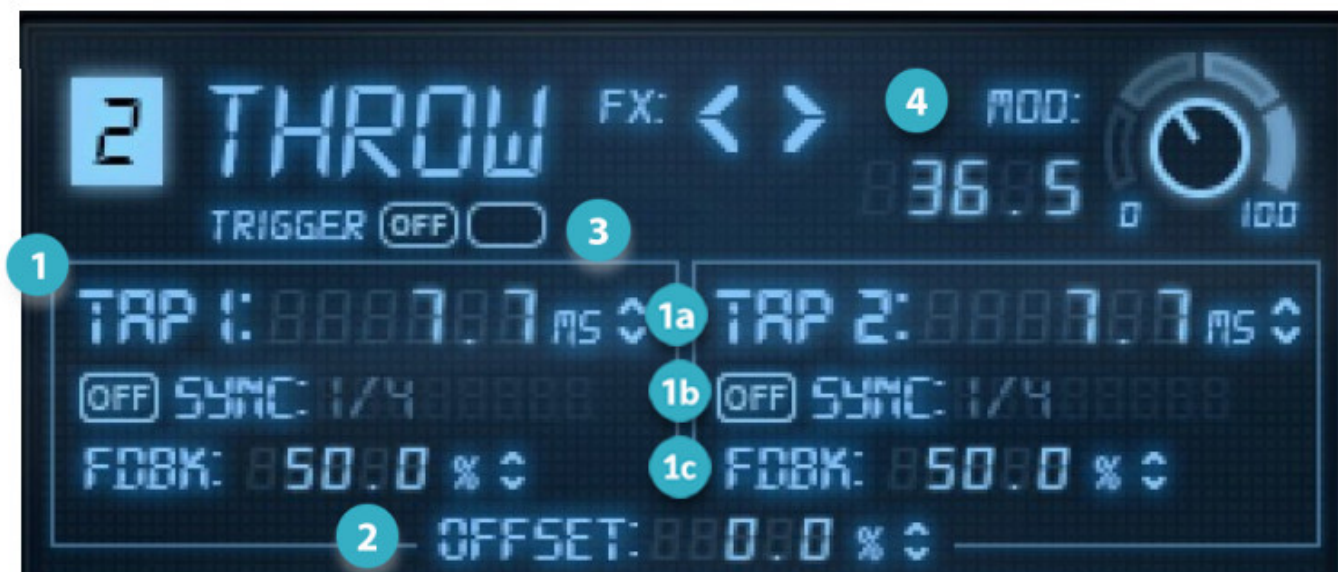 2 THROW FX: < > 4 MOD:
36.5
0 100
TRIGGER OFF 3
1
TAP 1: 7.7 ms 1a TAP 2: 7.7 ms
OFF SYNC: 1/4 1b OFF SYNC: 1/4
FDBK: 50.0 % 1c FDBK: 50.0 %
2 OFFSET: 0.0 %